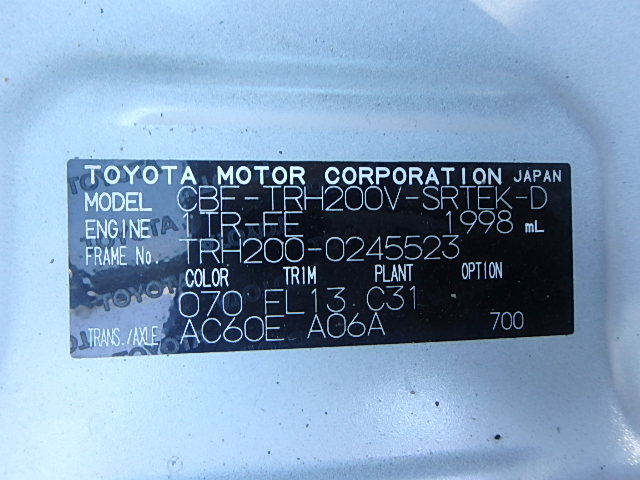 TOYOTA MOTOR CORPORATION JAPAN
MODEL CBF-TRH200V-SRTEK-D
ENGINE 1TR-FE 1998 mL
FRAME No. TRH200-0245523
COLOR TRIM PLANT OPTION
070 FL13 C31
TRANS./AXLE AC60E A06A 700